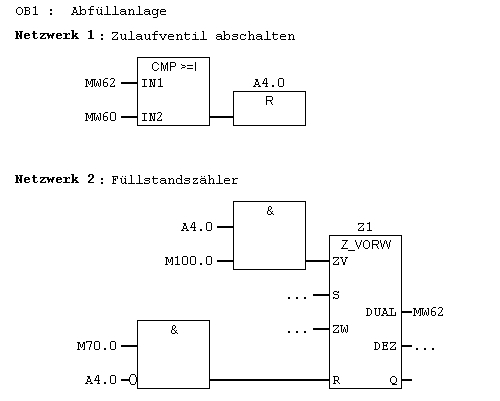 OB1 : Abfüllanlage
Netzwerk 1 : Zulaufventil abschalten
CMP >=I
MW62 IN1
A4.0
R
MW60 IN2
Netzwerk 2 : Füllstandszähler
&
A4.0
Z1
Z_VORW
M100.0 ZV
... S
DUAL MW62
... ZW
&
M70.0
DEZ ...
A4.0
R Q